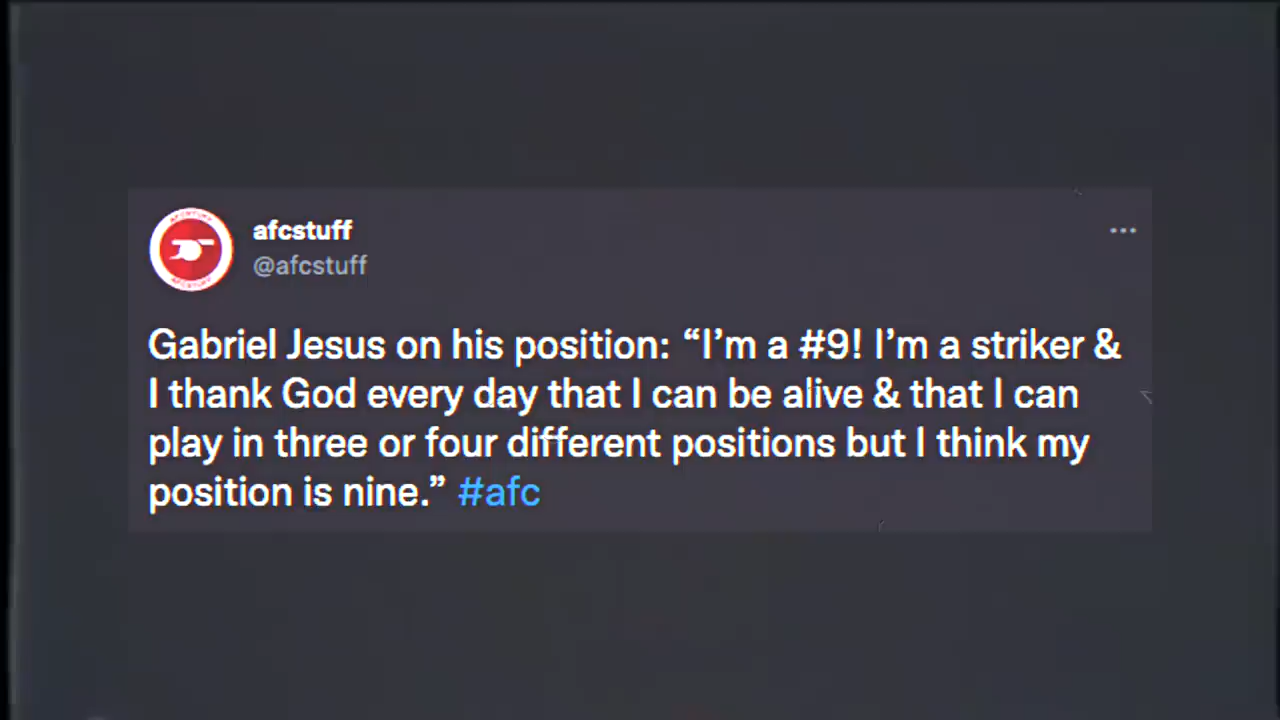 afcstuff
@afcstuff
Gabriel Jesus on his position: “I’m a #9! I’m a striker &
I thank God every day that I can be alive & that I can
play in three or four different positions but I think my
position is nine.” #afc